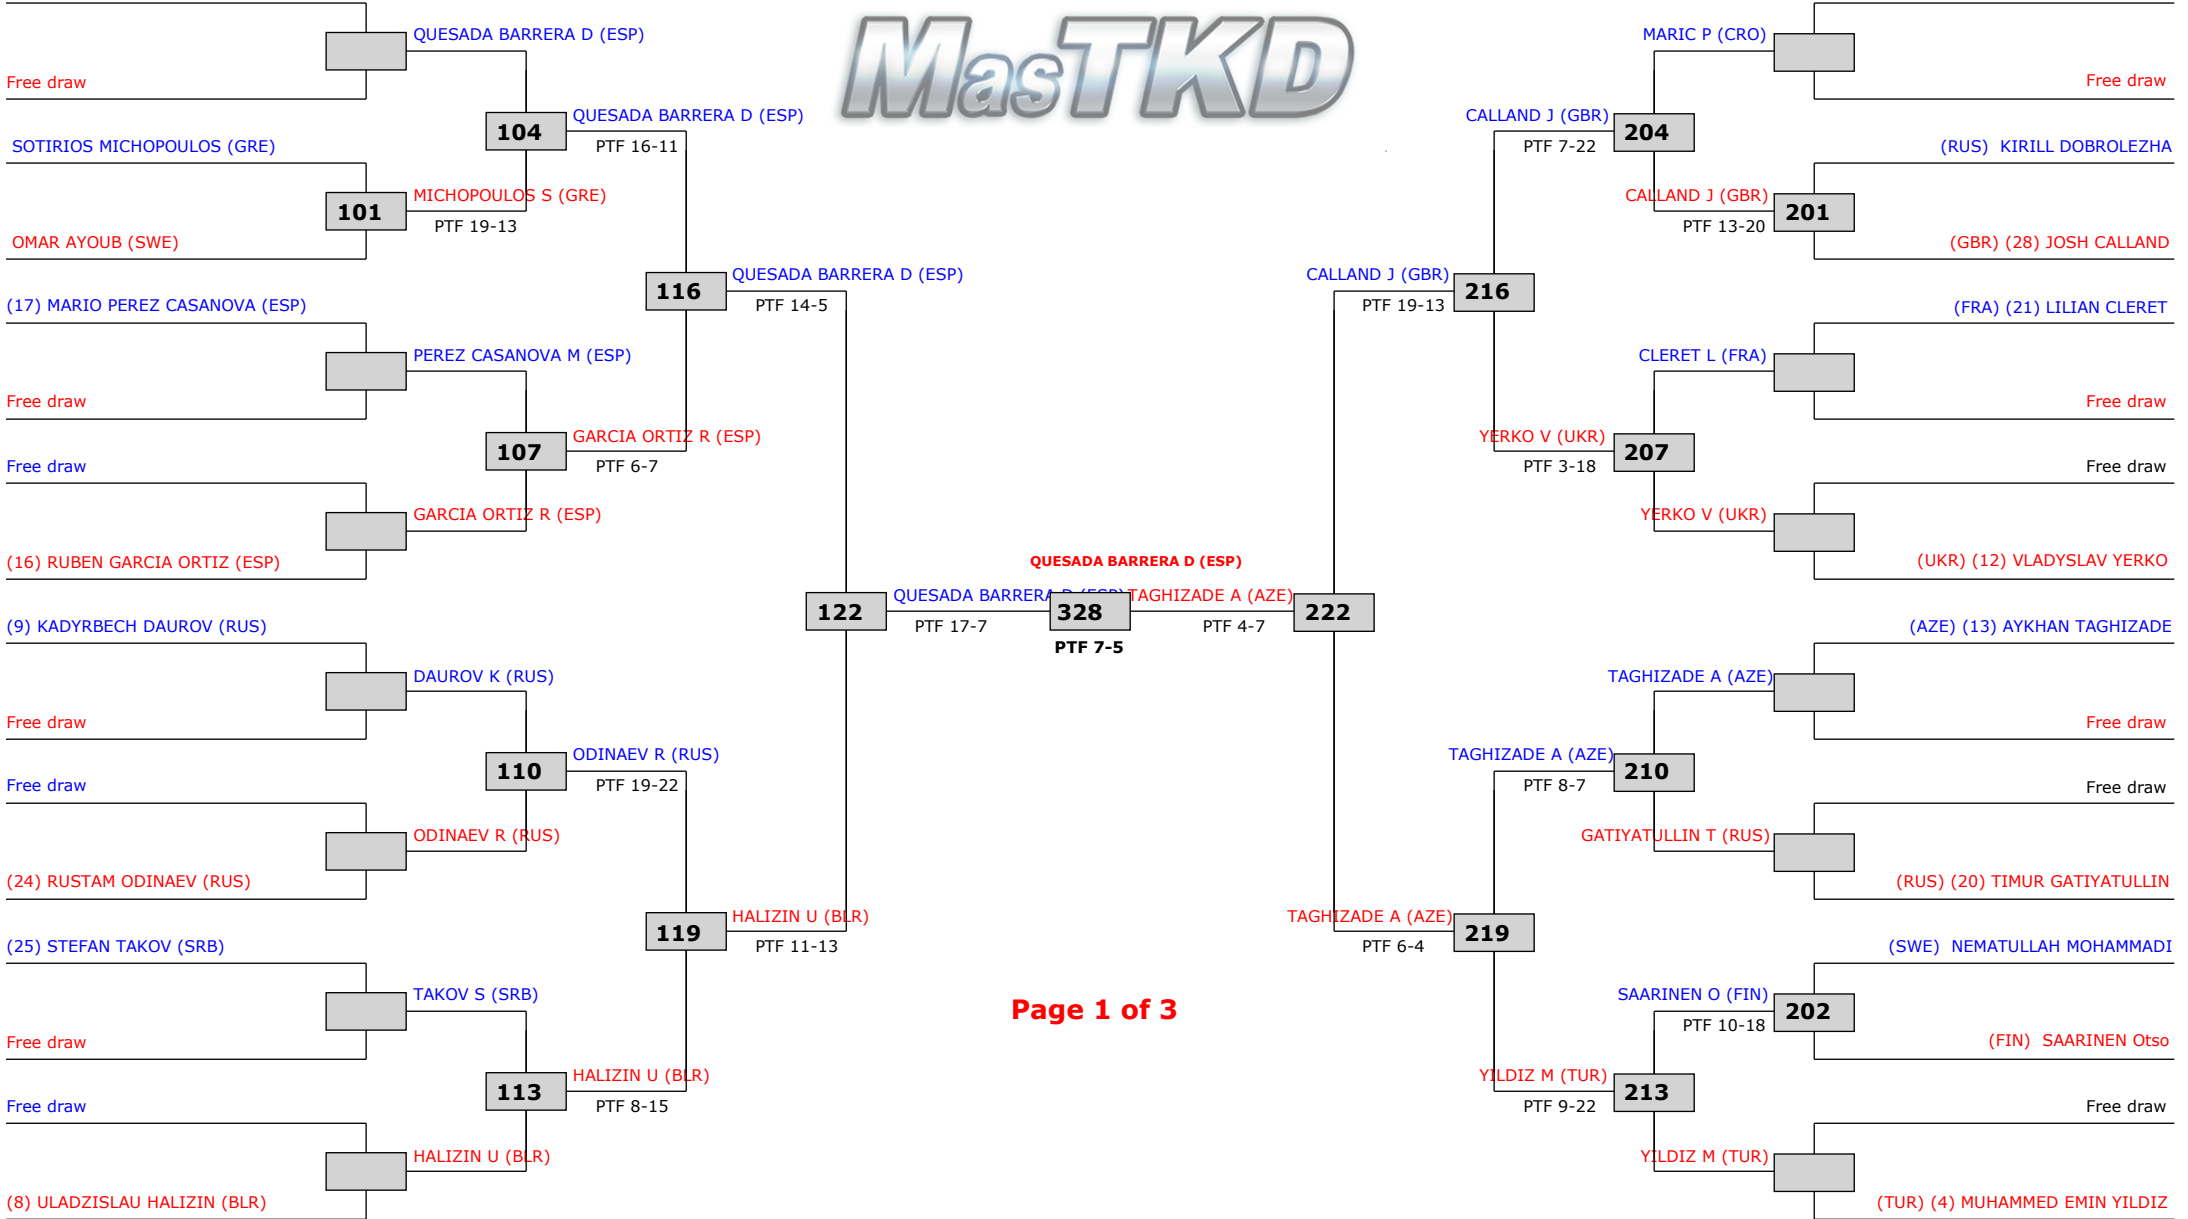 MasTKD
QUESADA BARRERA D (ESP)
Free draw
104
QUESADA BARRERA D (ESP)
PTF 16-11
SOTIRIOS MICHOPOULOS (GRE)
101
MICHOPOULOS S (GRE)
PTF 19-13
OMAR AYOUB (SWE)
116
QUESADA BARRERA D (ESP)
PTF 14-5
(17) MARIO PEREZ CASANOVA (ESP)
PEREZ CASANOVA M (ESP)
Free draw
107
GARCIA ORTIZ R (ESP)
PTF 6-7
Free draw
GARCIA ORTIZ R (ESP)
(16) RUBEN GARCIA ORTIZ (ESP)
122
QUESADA BARRERA D (ESP)
PTF 17-7
(9) KADYRBECH DAUROV (RUS)
DAUROV K (RUS)
Free draw
110
ODINAEV R (RUS)
PTF 19-22
Free draw
ODINAEV R (RUS)
(24) RUSTAM ODINAEV (RUS)
119
HALIZIN U (BLR)
PTF 11-13
(25) STEFAN TAKOV (SRB)
TAKOV S (SRB)
Free draw
113
HALIZIN U (BLR)
PTF 8-15
Free draw
HALIZIN U (BLR)
(8) ULADZISLAU HALIZIN (BLR)
QUESADA BARRERA D (ESP)
328
PTF 7-5
TAGHIZADE A (AZE)
PTF 4-7
222
Page 1 of 3
MARIC P (CRO)
Free draw
CALLAND J (GBR)
PTF 7-22
204
(RUS) KIRILL DOBROLEZHA
CALLAND J (GBR)
PTF 13-20
201
(GBR) (28) JOSH CALLAND
CALLAND J (GBR)
PTF 19-13
216
(FRA) (21) LILIAN CLERET
CLERET L (FRA)
Free draw
YERKO V (UKR)
PTF 3-18
207
Free draw
YERKO V (UKR)
(UKR) (12) VLADYSLAV YERKO
(AZE) (13) AYKHAN TAGHIZADE
TAGHIZADE A (AZE)
Free draw
TAGHIZADE A (AZE)
PTF 8-7
210
Free draw
GATIYATULLIN T (RUS)
(RUS) (20) TIMUR GATIYATULLIN
TAGHIZADE A (AZE)
PTF 6-4
219
(SWE) NEMATULLAH MOHAMMADI
SAARINEN O (FIN)
PTF 10-18
202
(FIN) SAARINEN Otso
YILDIZ M (TUR)
PTF 9-22
213
Free draw
YILDIZ M (TUR)
(TUR) (4) MUHAMMED EMIN YILDIZ